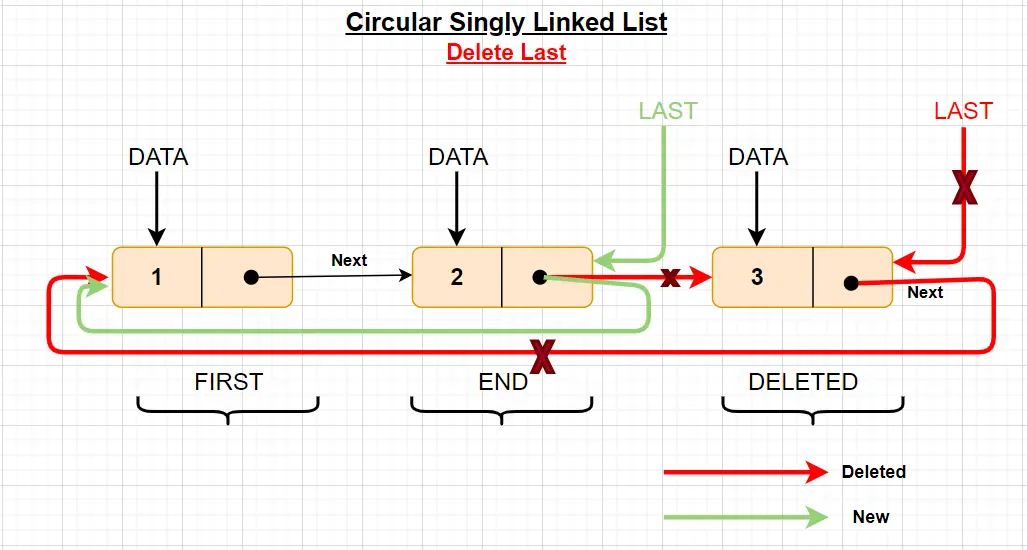 Circular Singly Linked List
Delete Last
LAST
LAST
DATA
DATA
DATA
1
Next
2
X
3
X
Next
X
FIRST
END
DELETED
Deleted
New